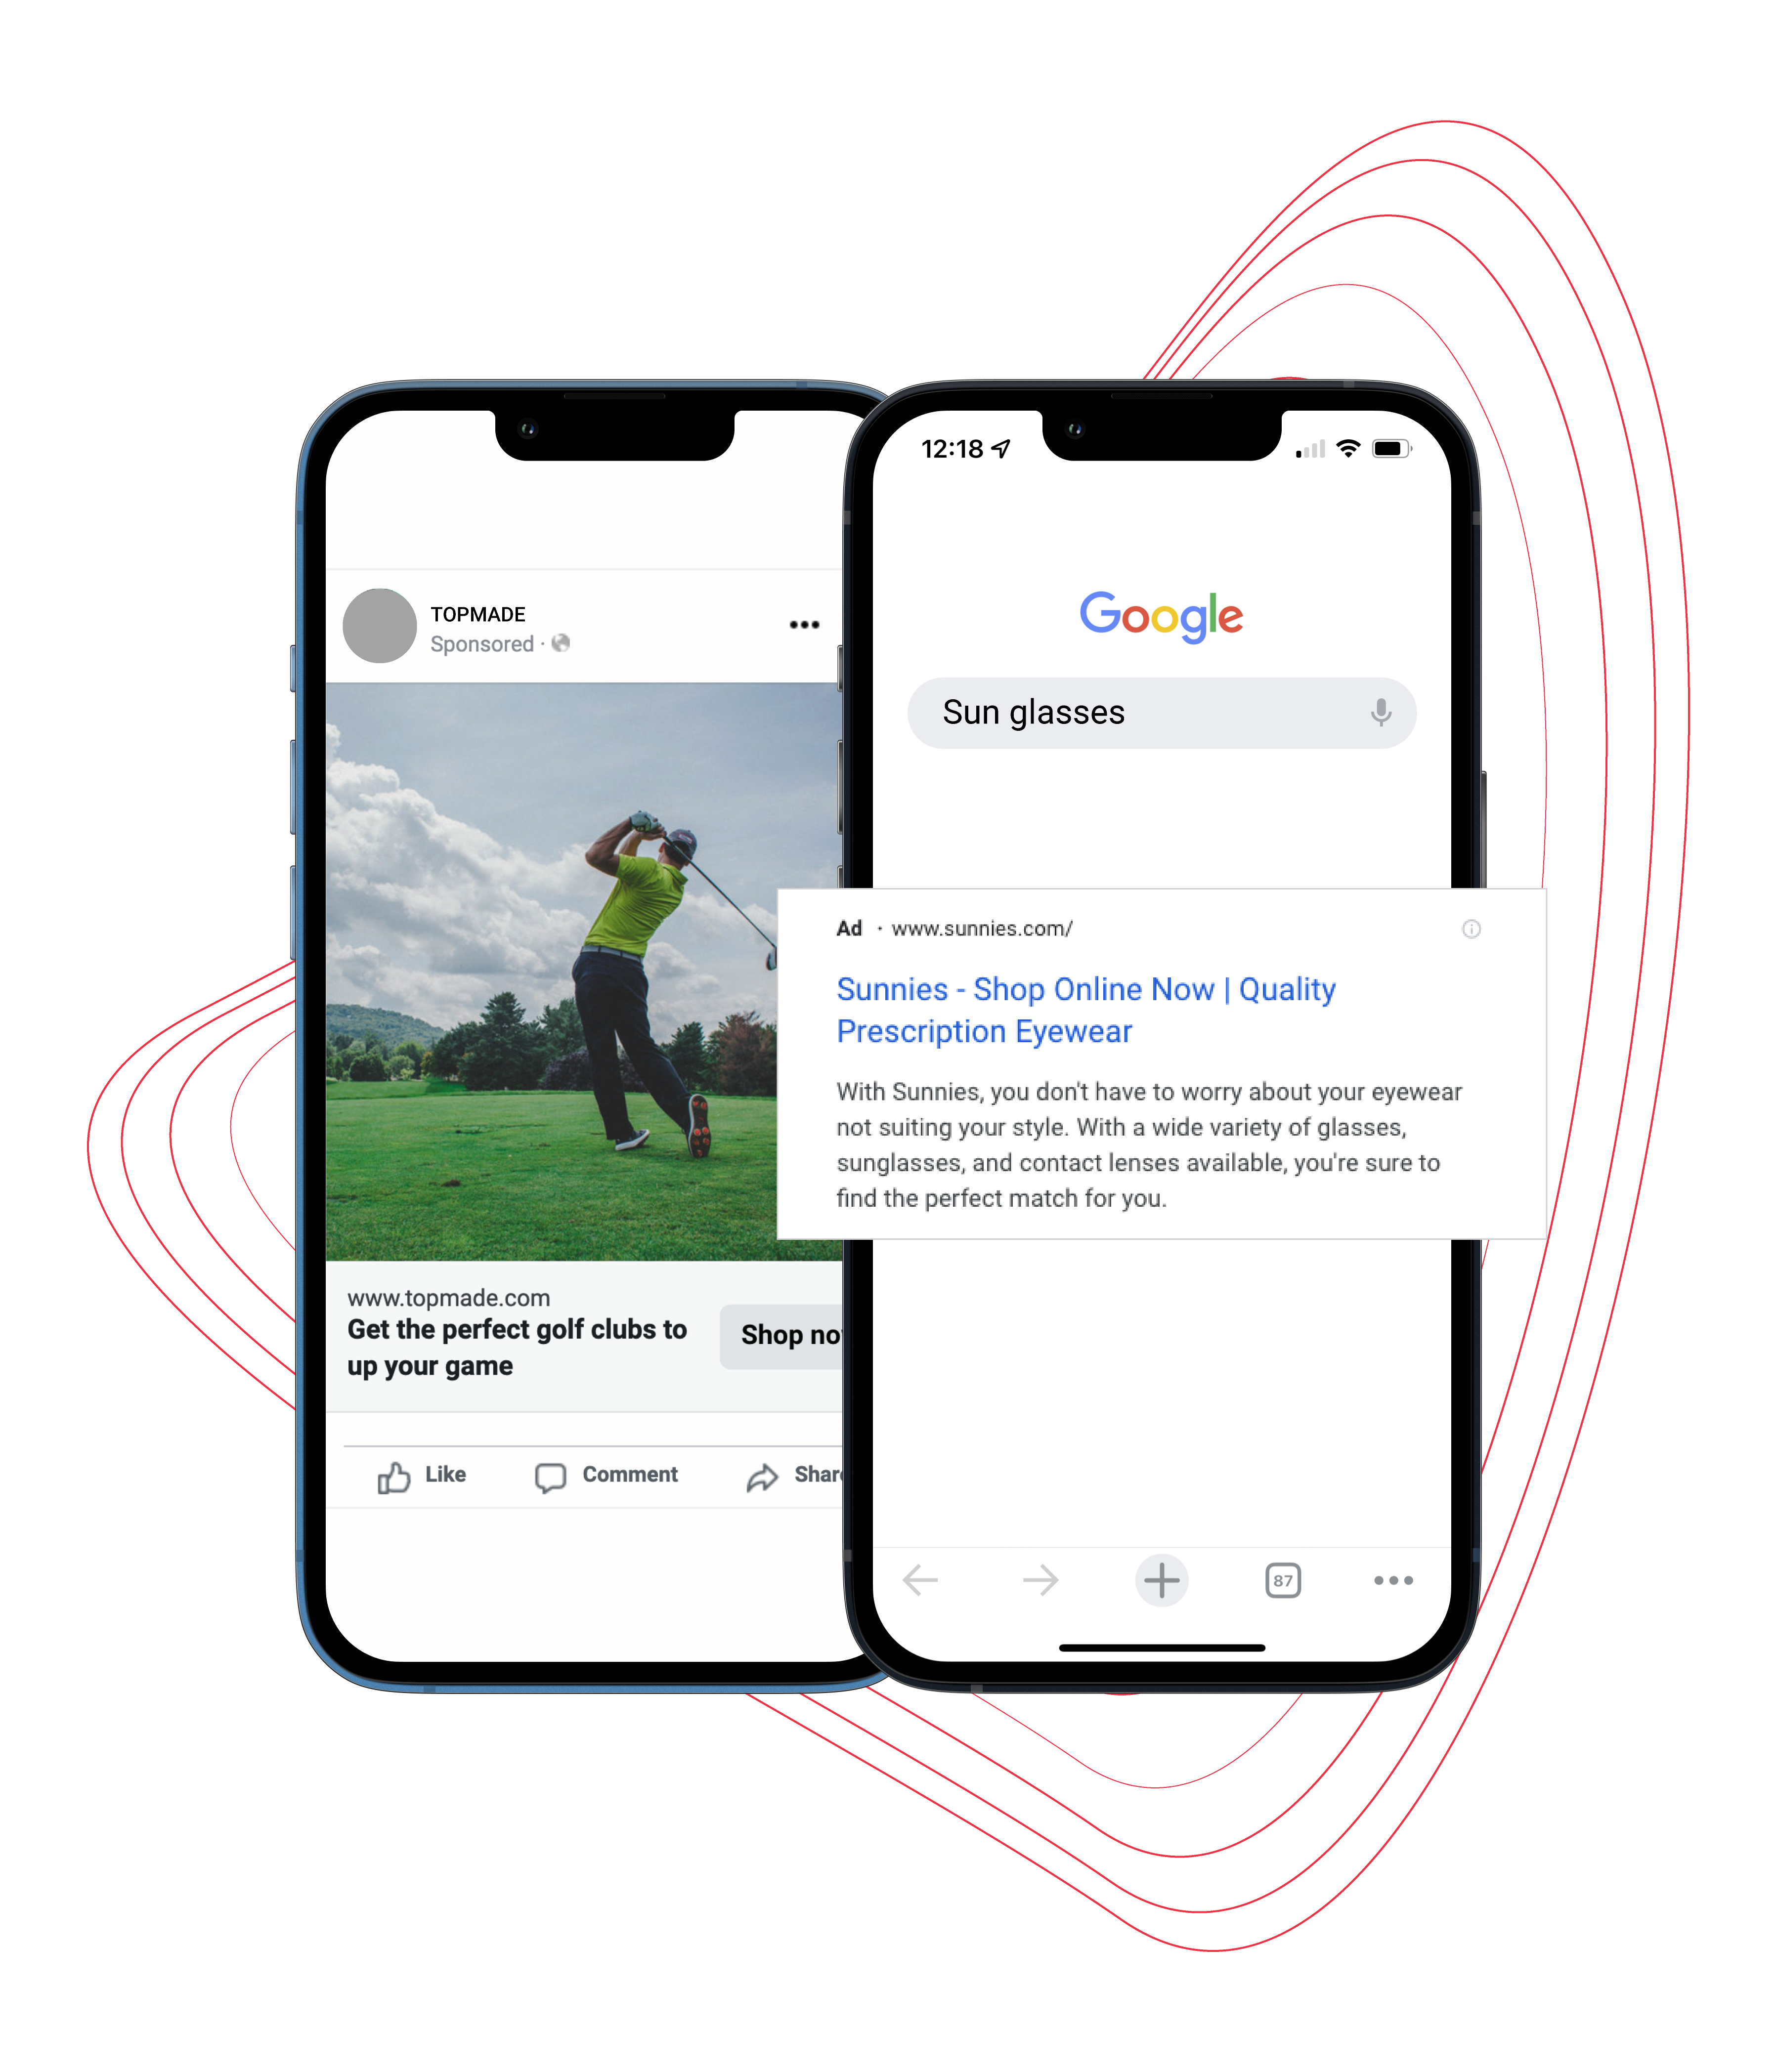 TOPMADE
Sponsored ·
www.topmade.com
Get the perfect golf clubs to
up your game
Shop no
Like
Comment
Shar
12:18
Google
Sun glasses
Ad · www.sunnies.com/
Sunnies - Shop Online Now | Quality
Prescription Eyewear
With Sunnies, you don't have to worry about your eyewear
not suiting your style. With a wide variety of glasses,
sunglasses, and contact lenses available, you're sure to
find the perfect match for you.
87